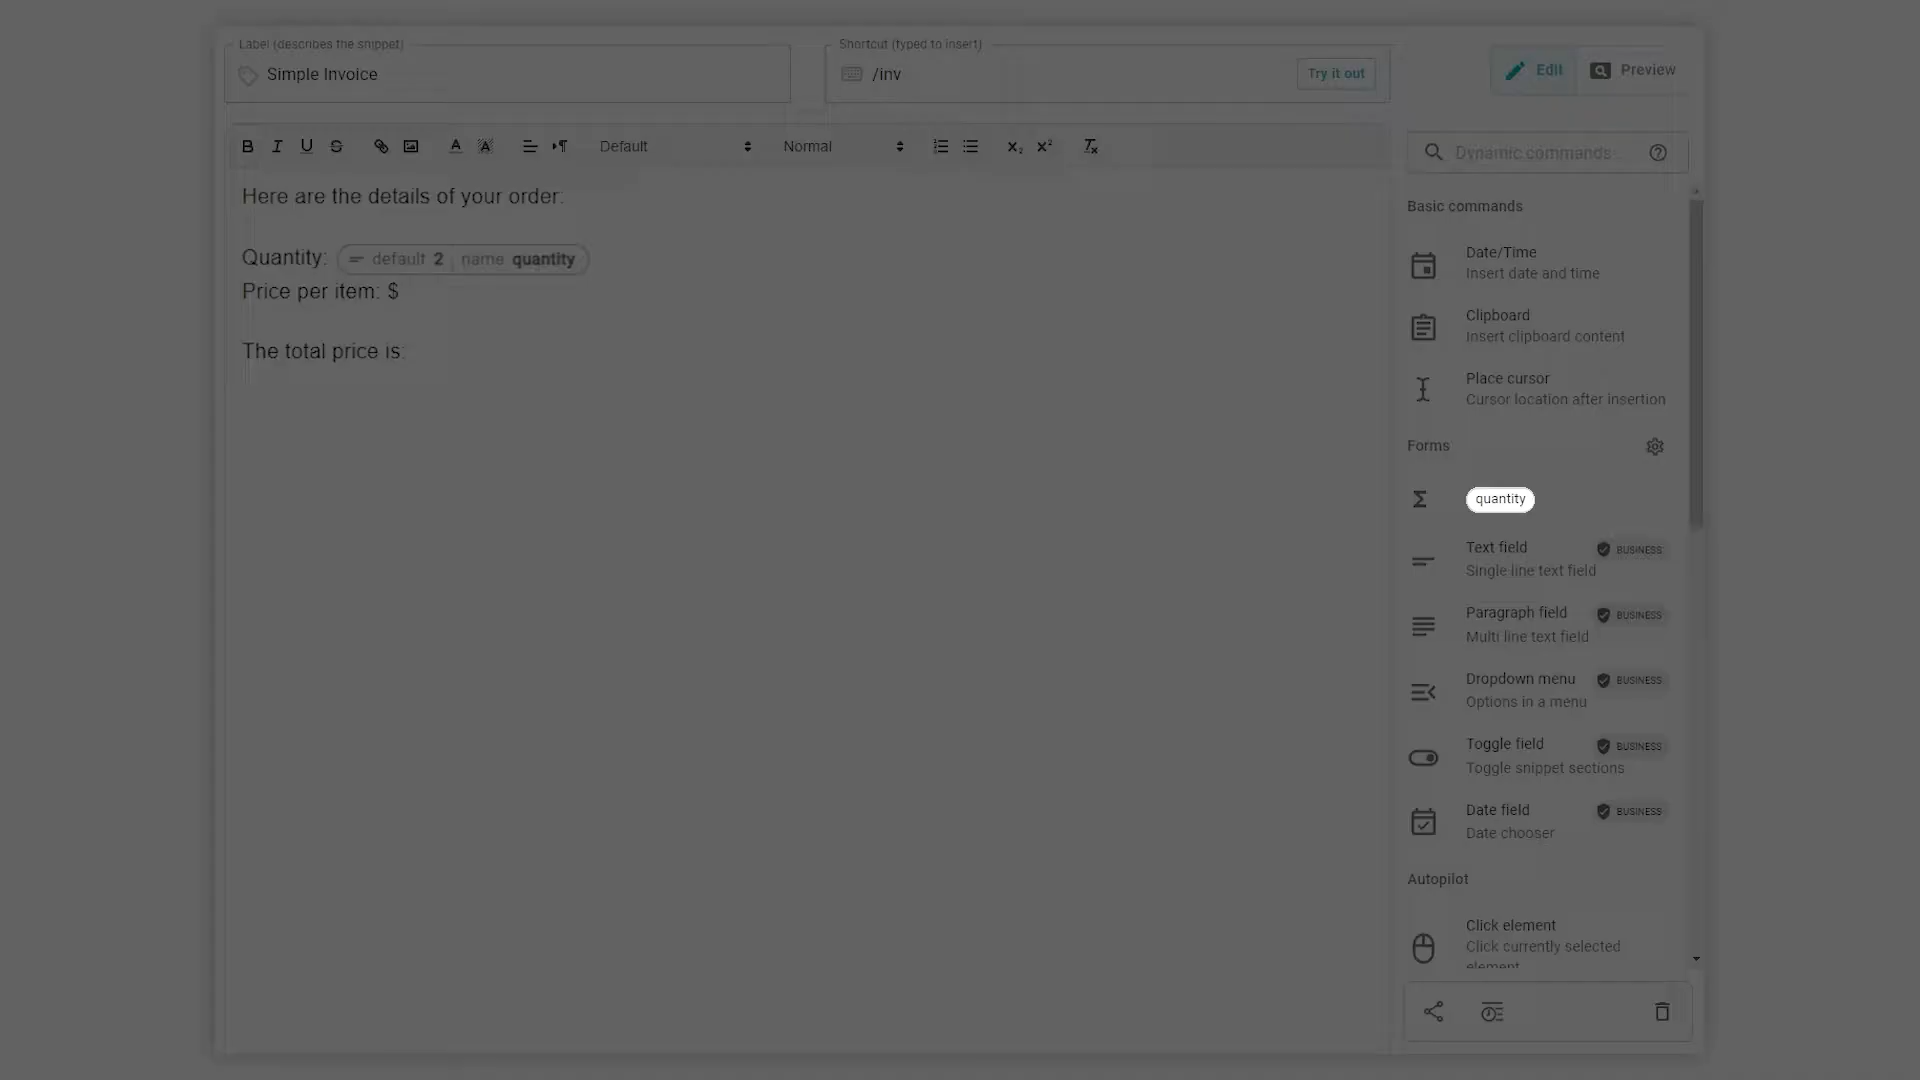 Label (describes the snippet)
Simple Invoice
Shortcut (typed to insert)
/inv
Try it out
Edit
Preview
B I U S
Default
Normal
Dynamic commands...
Here are the details of your order:
Quantity: default 2 name quantity
Price per item: $
The total price is:
Basic commands
Date/Time
Insert date and time
Clipboard
Insert clipboard content
Place cursor
Cursor location after insertion
Forms
quantity
Text field BUSINESS
Single line text field
Paragraph field BUSINESS
Multi line text field
Dropdown menu BUSINESS
Options in a menu
Toggle field BUSINESS
Toggle snippet sections
Date field BUSINESS
Date chooser
Autopilot
Click element
Click currently selected
element